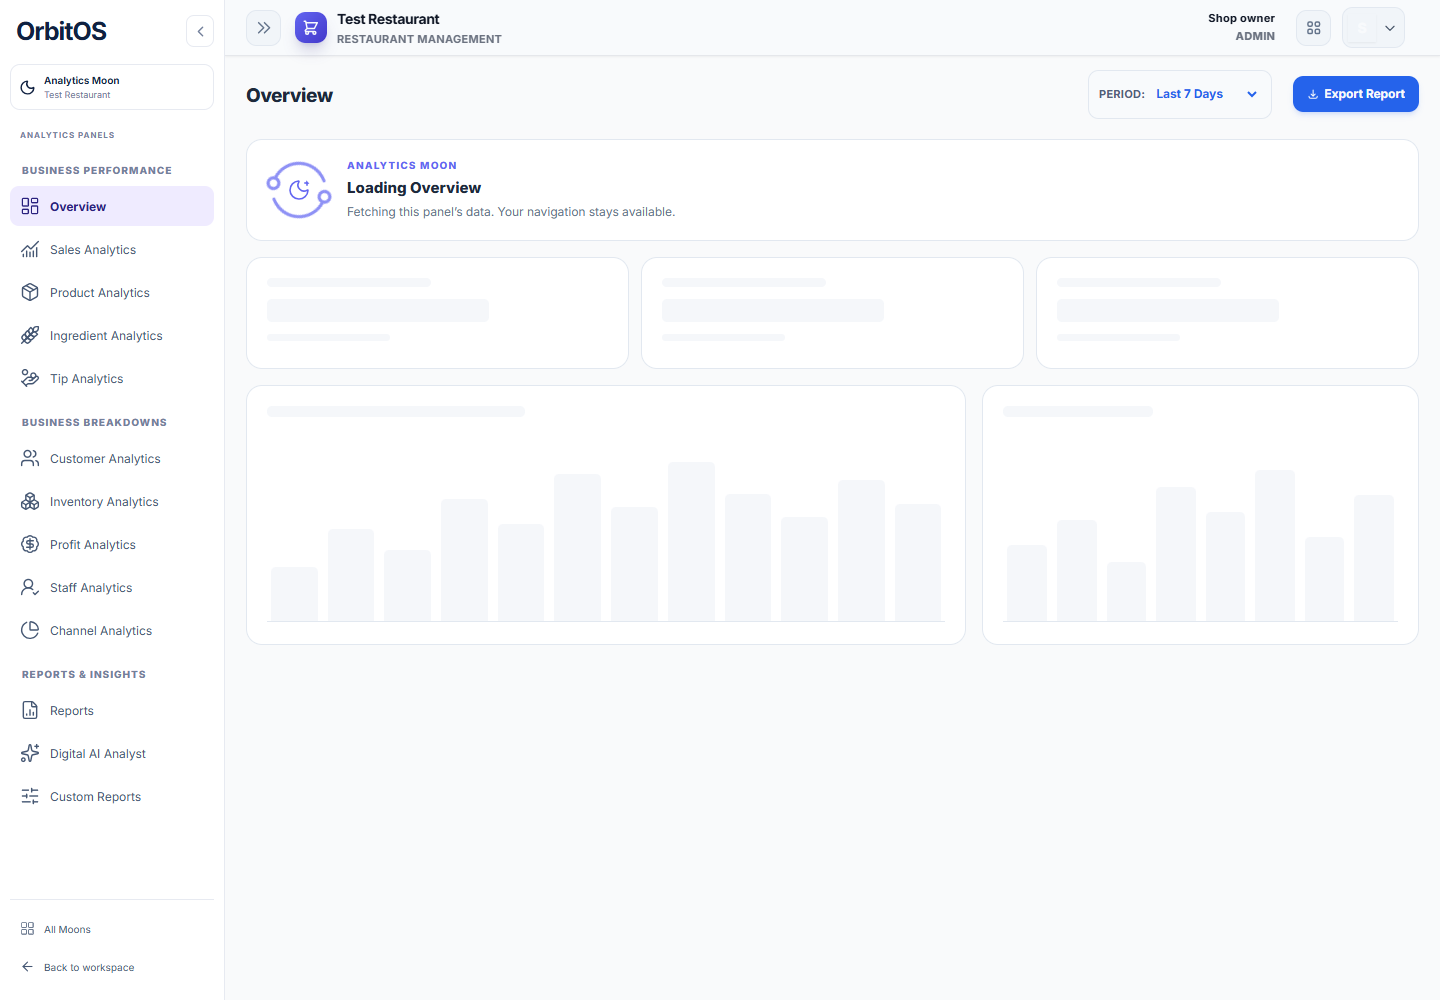 OrbitOS
Analytics Moon
Test Restaurant
ANALYTICS PANELS
BUSINESS PERFORMANCE
Overview
Sales Analytics
Product Analytics
Ingredient Analytics
Tip Analytics
BUSINESS BREAKDOWNS
Customer Analytics
Inventory Analytics
Profit Analytics
Staff Analytics
Channel Analytics
REPORTS & INSIGHTS
Reports
Digital AI Analyst
Custom Reports
All Moons
Back to workspace
Test Restaurant
RESTAURANT MANAGEMENT
Shop owner
ADMIN
Overview
PERIOD: Last 7 Days
Export Report
ANALYTICS MOON
Loading Overview
Fetching this panel's data. Your navigation stays available.